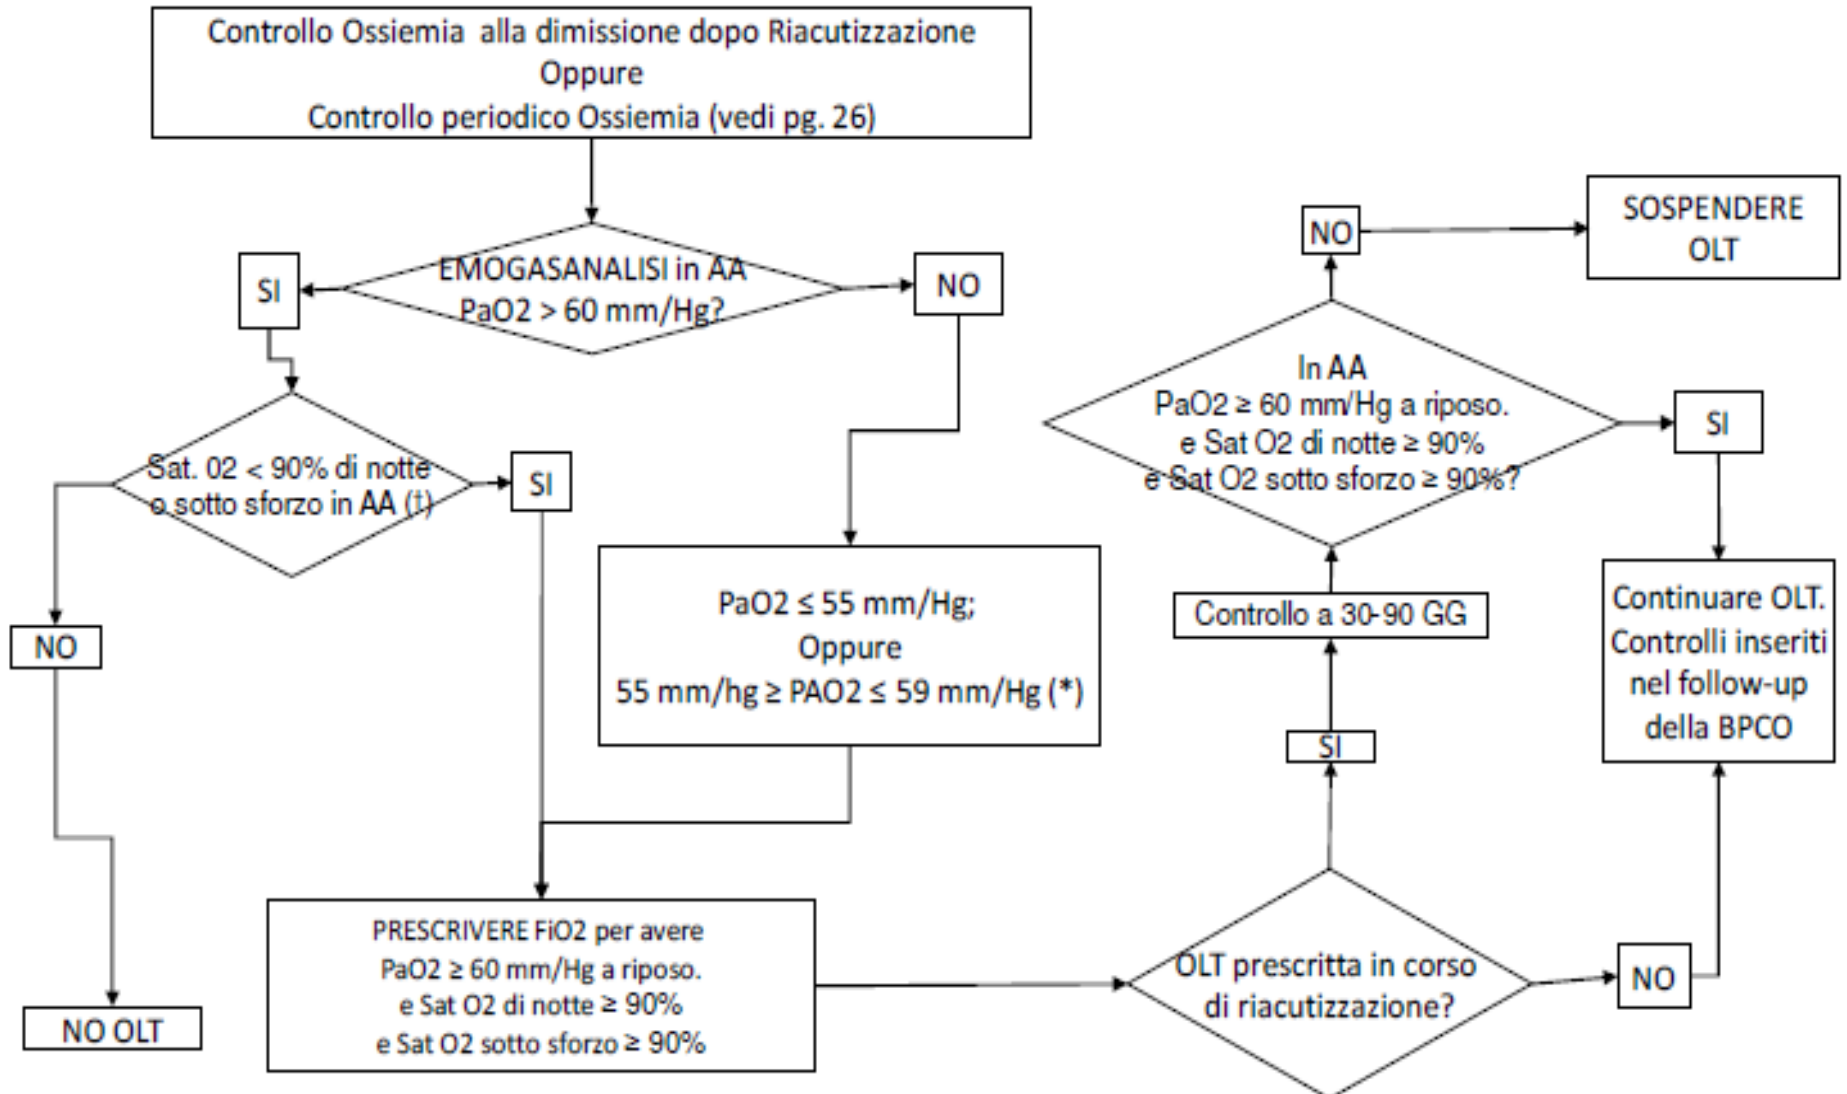 Controllo Ossiemia alla dimissione dopo Riacutizzazione
Oppure
Controllo periodico Ossiemia (vedi pg. 26)
EMOGASANALISI in AA
PaO2 > 60 mm/Hg?
SI
NO
Sat. 02 < 90% di notte
o sotto sforzo in AA (t)
SI
NO
NO OLT
PaO2 ≤ 55 mm/Hg;
Oppure
55 mm/hg ≥ PAO2 ≤ 59 mm/Hg (*)
PRESCRIVERE FiO2 per avere
PaO2 ≥ 60 mm/Hg a riposo.
e Sat O2 di notte ≥ 90%
e Sat O2 sotto sforzo ≥ 90%
OLT prescritta in corso
di riacutizzazione?
NO
SI
Controllo a 30-90 GG
In AA
PaO2 ≥ 60 mm/Hg a riposo.
e Sat O2 di notte ≥ 90%
e Sat O2 sotto sforzo ≥ 90%?
NO
SOSPENDERE
OLT
SI
Continuare OLT.
Controlli inseriti
nel follow-up
della BPCO